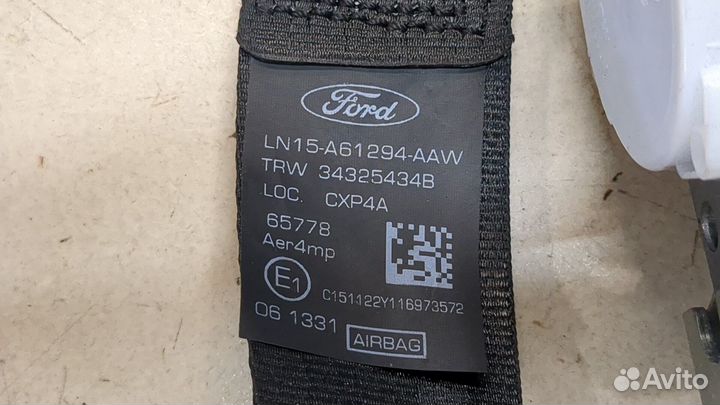 Ford
LN15-A61294-AAW
TRW 34325434B
LOC. CXP4A
65778
Aer4mp
E1
C151122Y116973572
06 1331
AIRBAG
Avito